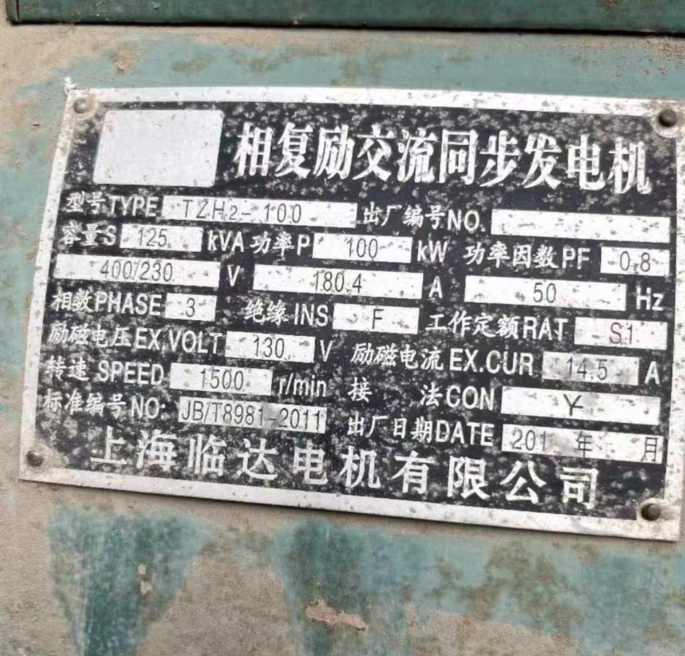 相复励交流同步发电机
型号TYPE TZH2-100 出厂编号NO.
容量S 125 kVA 功率P 100 kW 功率因数PF 0.8
400/230 V 180.4 A 50 Hz
相数PHASE 3 绝缘INS F 工作定额RAT S1
励磁电压EX.VOLT 130 V 励磁电流EX.CUR 14.5 A
转速 SPEED 1500 r/min 接 法CON Y
标准编号NO: JB/T8981-2011 出厂日期DATE 201 年 月
上海临达电机有限公司